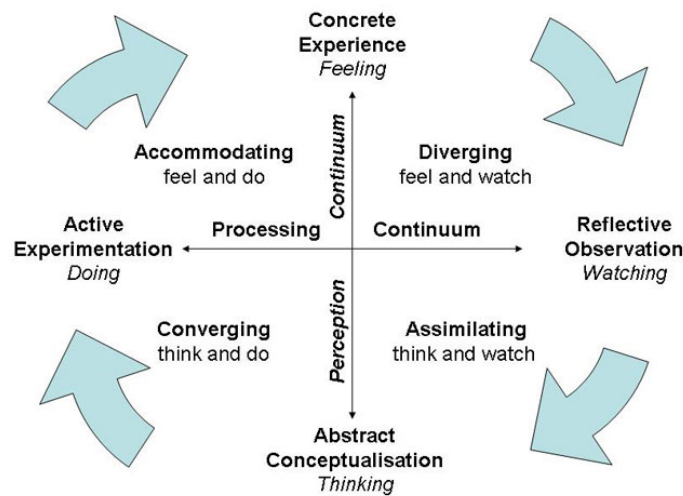 Concrete
Experience
Feeling
Continuum
Accommodating
feel and do
Diverging
feel and watch
Active
Experimentation
Doing
Processing
Continuum
Reflective
Observation
Watching
Perception
Converging
think and do
Assimilating
think and watch
Abstract
Conceptualisation
Thinking